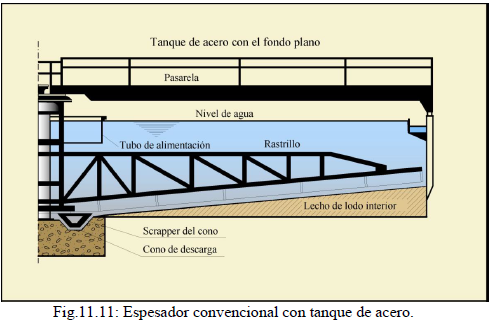 Tanque de acero con el fondo plano
Pasarela
Nivel de agua
Tubo de alimentación
Rastrillo
Lecho de lodo interior
Scrapper del cono
Cono de descarga
Fig.11.11: Espesador convencional con tanque de acero.